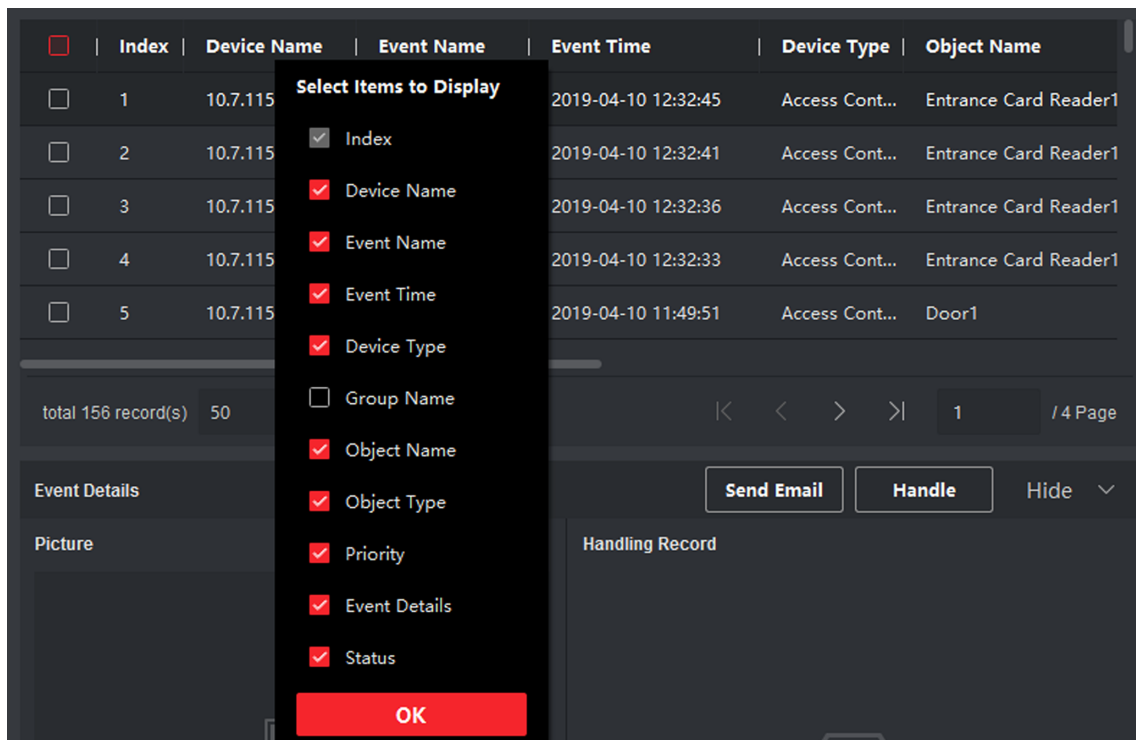 Index | Device Name | Event Name | Event Time | Device Type | Object Name
1 10.7.115 2019-04-10 12:32:45 Access Cont... Entrance Card Reader1
2 10.7.115 2019-04-10 12:32:41 Access Cont... Entrance Card Reader1
3 10.7.115 2019-04-10 12:32:36 Access Cont... Entrance Card Reader1
4 10.7.115 2019-04-10 12:32:33 Access Cont... Entrance Card Reader1
5 10.7.115 2019-04-10 11:49:51 Access Cont... Door1
Select Items to Display
Index
Device Name
Event Name
Event Time
Device Type
Group Name
Object Name
Object Type
Priority
Event Details
Status
OK
total 156 record(s) 50 1 / 4 Page
Event Details Send Email Handle Hide
Picture Handling Record